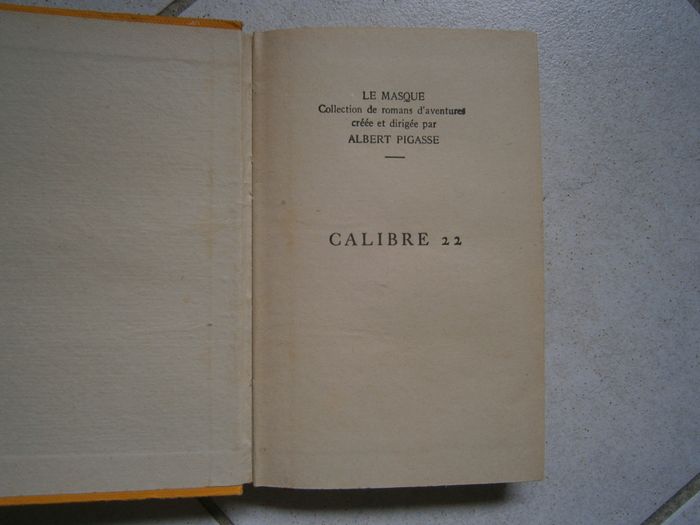 LE MASQUE
Collection de romans d'aventures
créée et dirigée par
ALBERT PIGASSE
CALIBRE 22